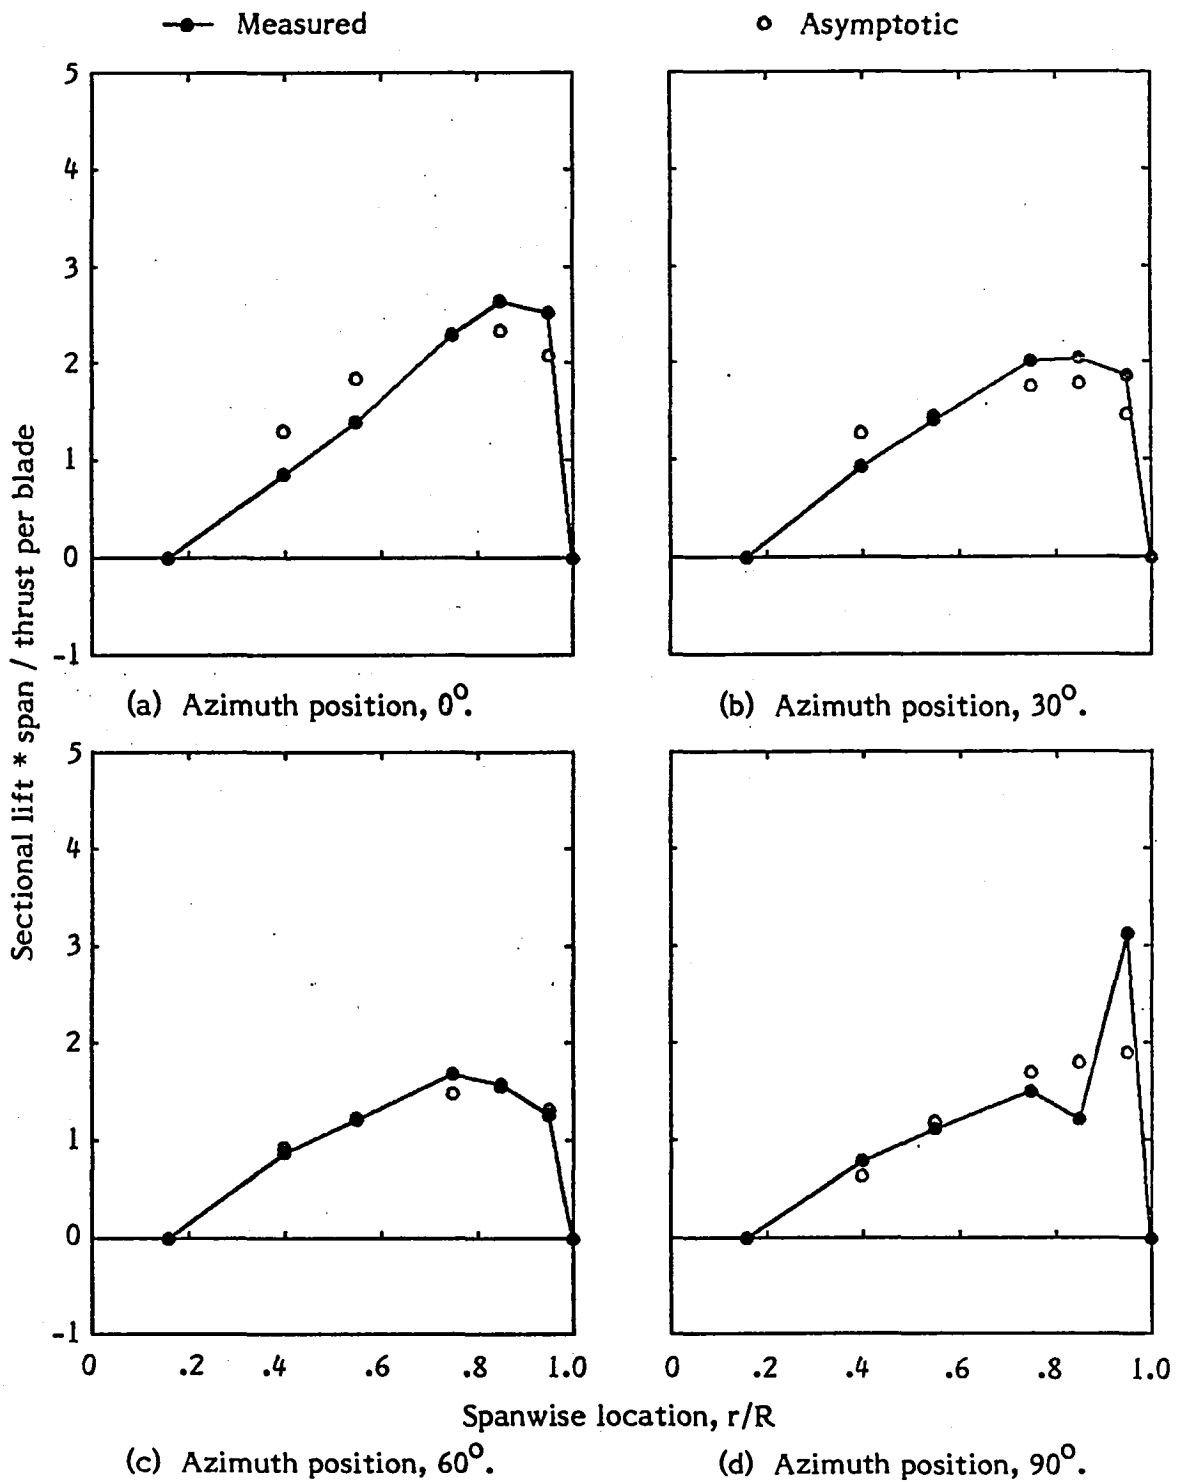 Measured
Asymptotic
5
4
3
2
1
0
-1
(a) Azimuth position, 0°.
(b) Azimuth position, 30°.
Sectional lift * span / thrust per blade
5
4
3
2
1
0
-1
0 .2 .4 .6 .8 1.0
0 .2 .4 .6 .8 1.0
Spanwise location, r/R
(c) Azimuth position, 60°.
(d) Azimuth position, 90°.